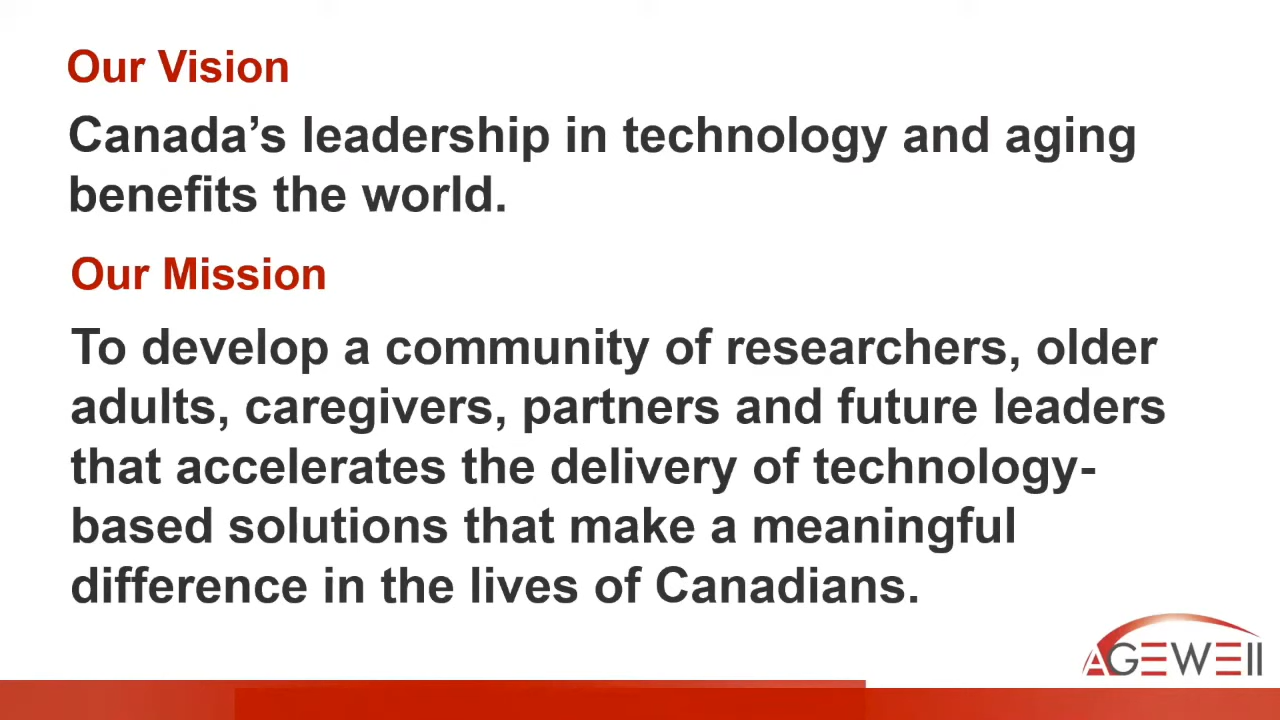 Our Vision
Canada’s leadership in technology and aging
benefits the world.
Our Mission
To develop a community of researchers, older
adults, caregivers, partners and future leaders
that accelerates the delivery of technology-
based solutions that make a meaningful
difference in the lives of Canadians.
AGEWEll